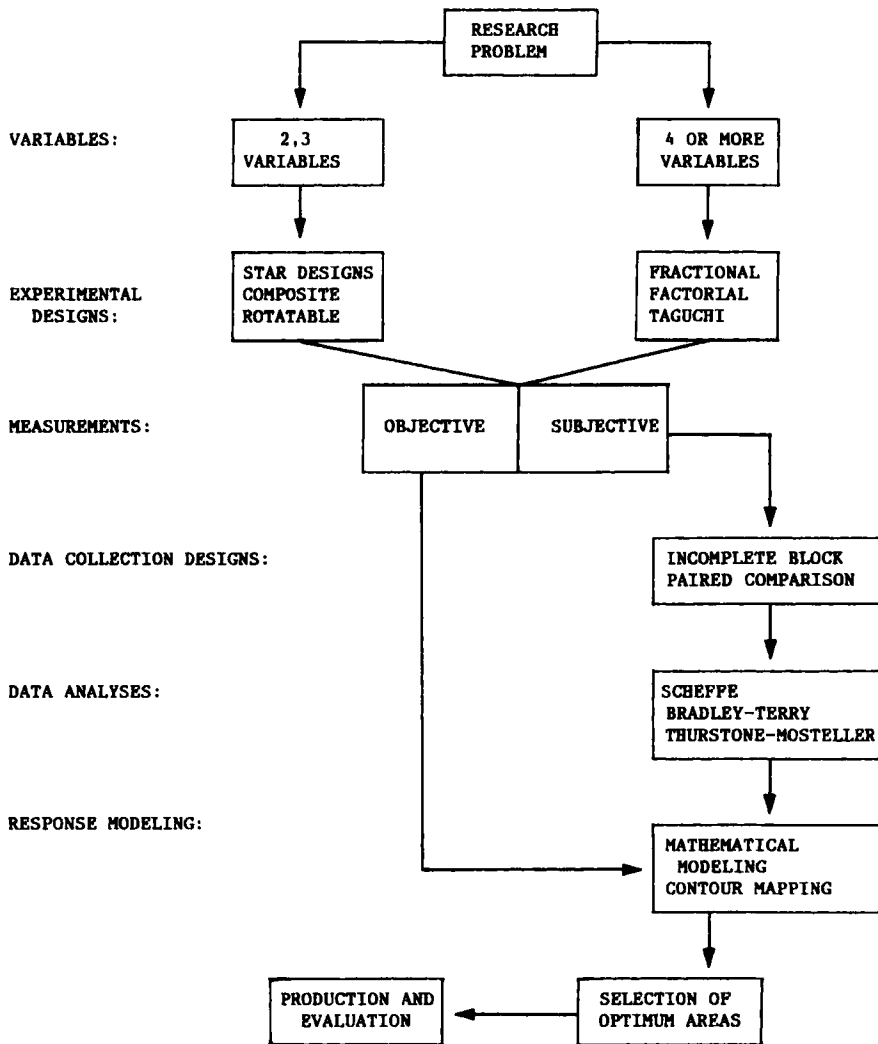 RESEARCH
PROBLEM
VARIABLES:
2,3
VARIABLES
4 OR MORE
VARIABLES
EXPERIMENTAL
DESIGNS:
STAR DESIGNS
COMPOSITE
ROTATABLE
FRACTIONAL
FACTORIAL
TAGUCHI
MEASUREMENTS:
OBJECTIVE
SUBJECTIVE
DATA COLLECTION DESIGNS:
INCOMPLETE BLOCK
PAIRED COMPARISON
DATA ANALYSES:
SCHEFFE
BRADLEY-TERRY
THURSTONE-MOSTELLER
RESPONSE MODELING:
MATHEMATICAL
MODELING
CONTOUR MAPPING
PRODUCTION AND
EVALUATION
SELECTION OF
OPTIMUM AREAS